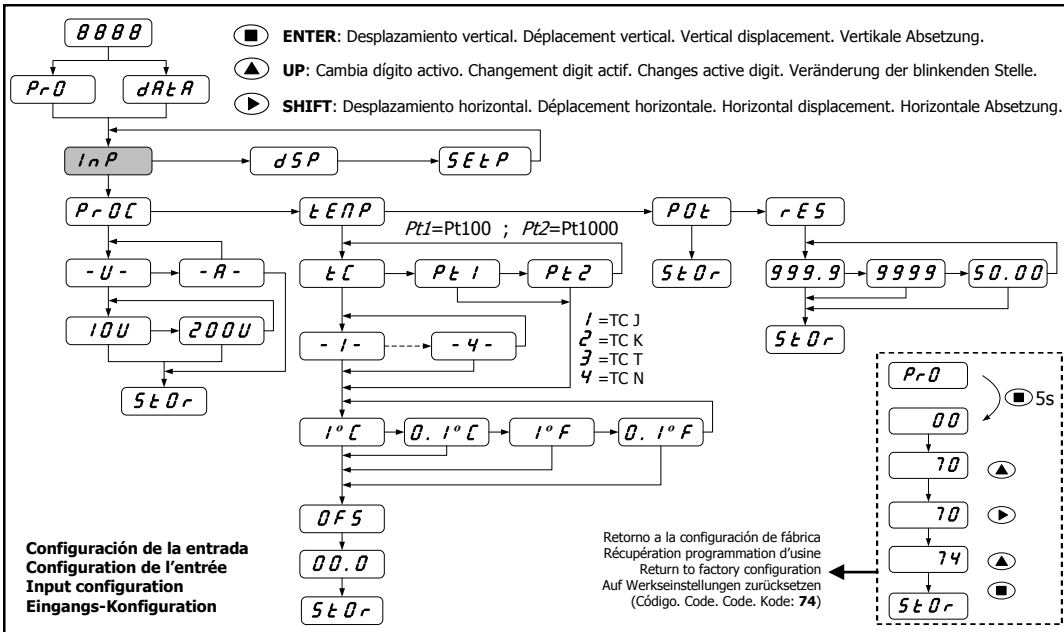 8888
ENTER: Desplazamiento vertical. Déplacement vertical. Vertical displacement. Vertikale Absetzung.
PrO dAtA
UP: Cambia dígito activo. Changement digit actif. Changes active digit. Veränderung der blinkenden Stelle.
SHIFT: Desplazamiento horizontal. Déplacement horizontale. Horizontal displacement. Horizontale Absetzung.
InP dSP SEtP
PrOC tEMP POt rES
Pt1=Pt100 ; Pt2=Pt1000
-U- -A-
tC Pt1 Pt2
StOr
999.9 9999 50.00
10U 200U
-1- -4-
1 =TC J
2 =TC K
3 =TC T
4 =TC N
StOr
StOr
1°C 0.1°C 1°F 0.1°F
OFS
00.0
StOr
PrO
5s
00
70
70
74
StOr
Retorno a la configuración de fábrica
Récupération programmation d'usine
Return to factory configuration
Auf Werkseinstellungen zurücksetzen
(Código. Code. Code. Kode: 74)
Configuración de la entrada
Configuration de l'entrée
Input configuration
Eingangs-Konfiguration